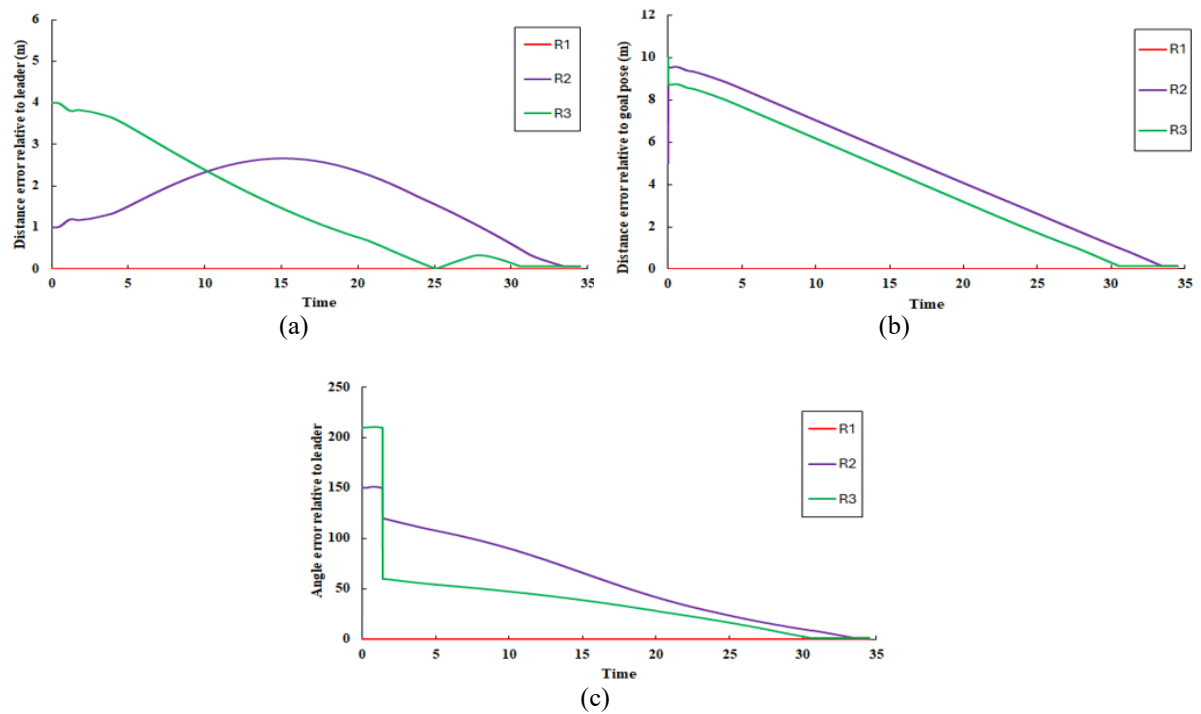 6
5
4
3
2
1
0
0 5 10 15 20 25 30 35
Distance error relative to leader (m)
Time
R1
R2
R3
(a)
12
10
8
6
4
2
0
0 5 10 15 20 25 30 35
Distance error relative to goal pose (m)
Time
R1
R2
R3
(b)
250
200
150
100
50
0
0 5 10 15 20 25 30 35
Angle error relative to leader
Time
R1
R2
R3
(c)